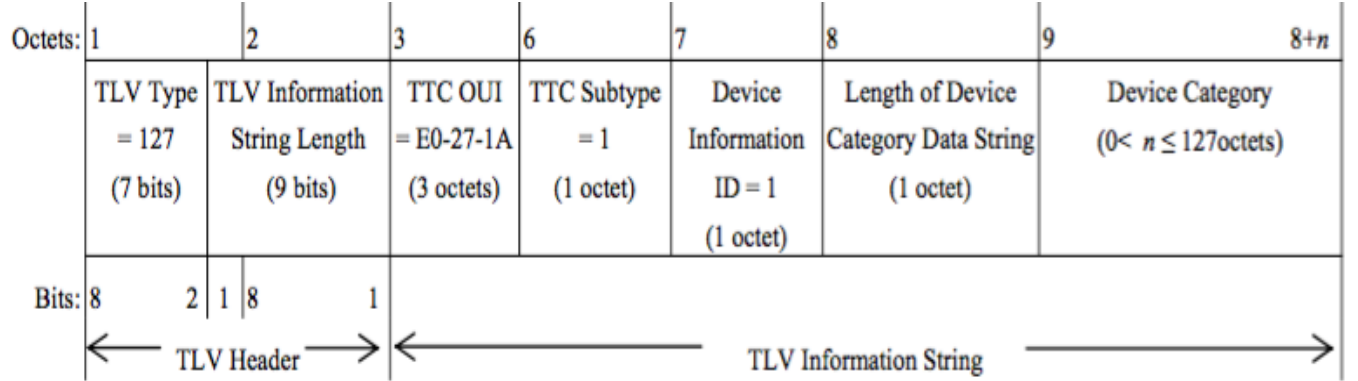 Octets: 1 2 3 6 7 8 9 8+n
TLV Type TLV Information TTC OUI TTC Subtype Device Length of Device Device Category
= 127 String Length = E0-27-1A = 1 Information Category Data String (0< n ≤ 127octets)
(7 bits) (9 bits) (3 octets) (1 octet) ID = 1 (1 octet)
(1 octet)
Bits: 8 2 1 8 1
TLV Header TLV Information String